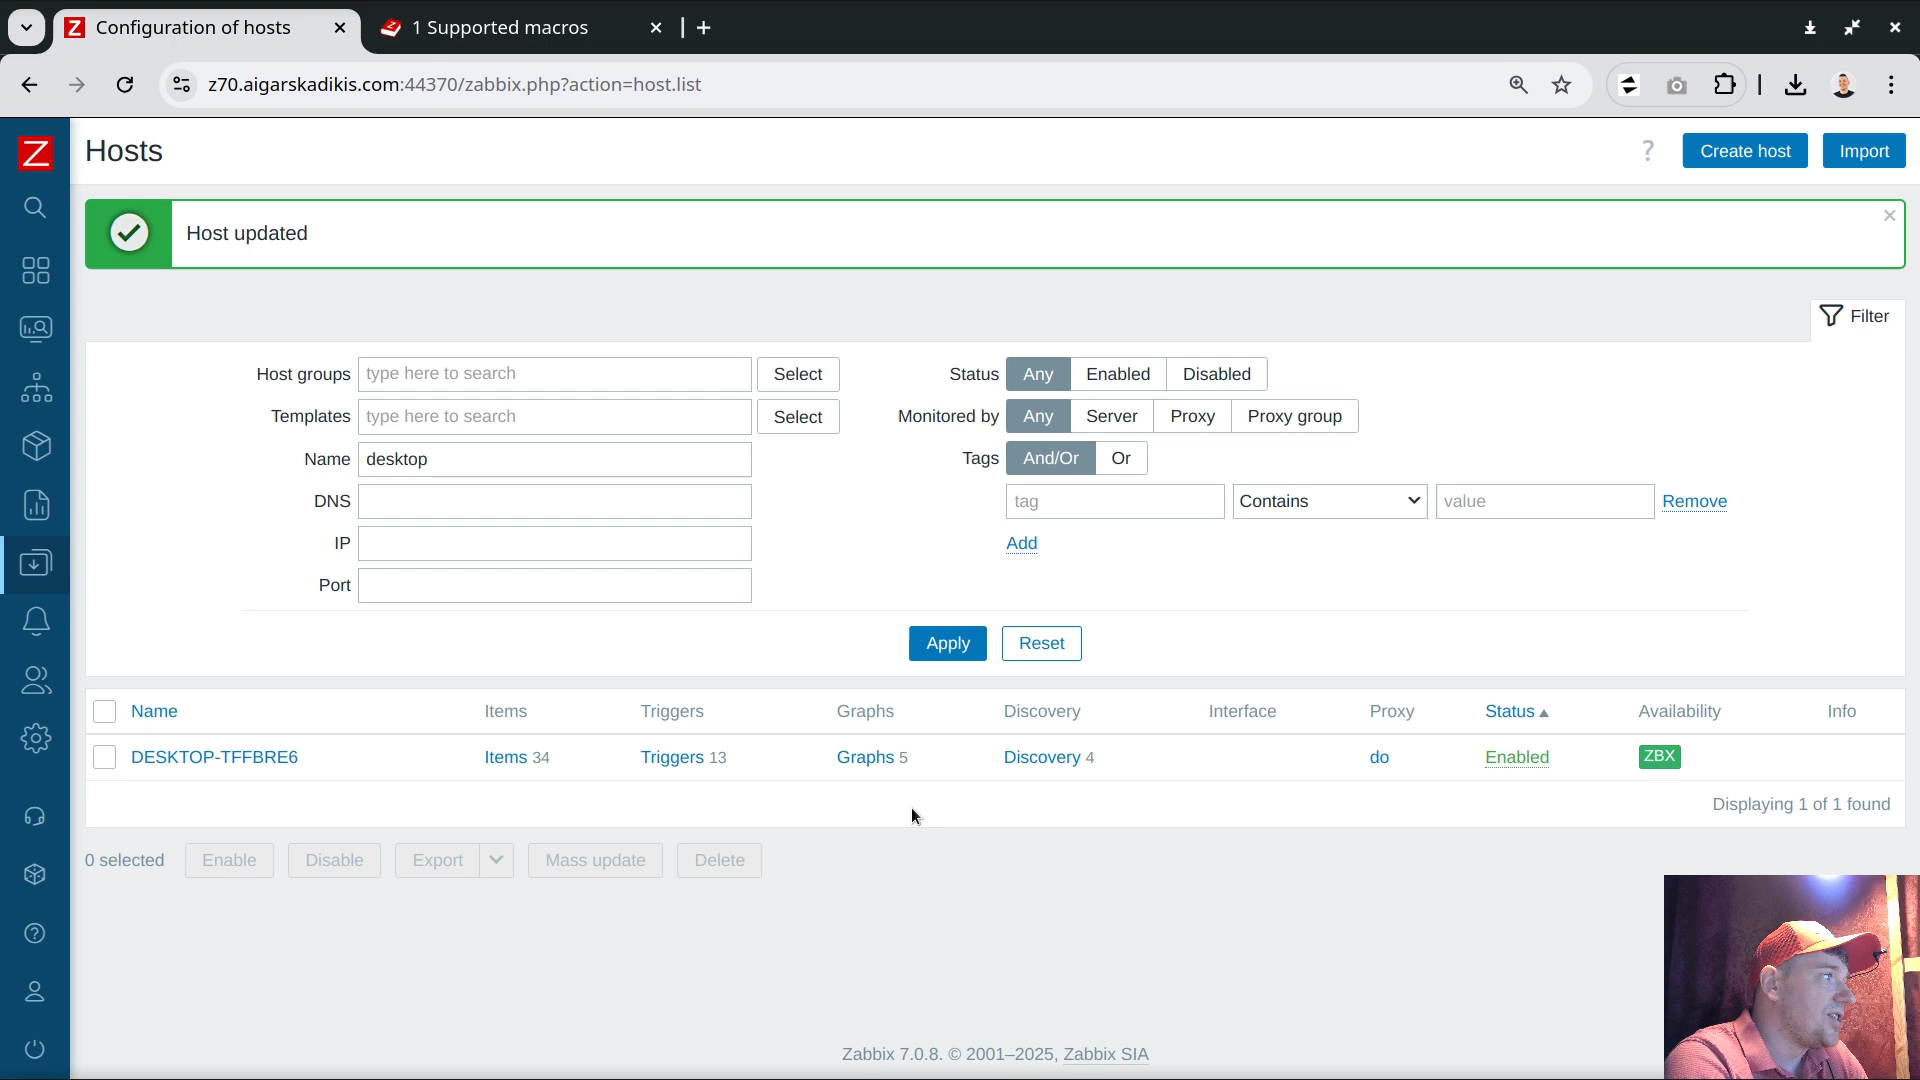 Configuration of hosts
1 Supported macros
z70.aigarskadikis.com:44370/zabbix.php?action=host.list
Z
Hosts
?
Create host
Import
Host updated
Filter
Host groups
type here to search
Select
Templates
type here to search
Select
Name
desktop
DNS
IP
Port
Status
Any
Enabled
Disabled
Monitored by
Any
Server
Proxy
Proxy group
Tags
And/Or
Or
tag
Contains
value
Remove
Add
Apply
Reset
Name
Items
Triggers
Graphs
Discovery
Interface
Proxy
Status
Availability
Info
DESKTOP-TFFBRE6
Items 34
Triggers 13
Graphs 5
Discovery 4
do
Enabled
ZBX
Displaying 1 of 1 found
0 selected
Enable
Disable
Export
Mass update
Delete
Zabbix 7.0.8. © 2001–2025, Zabbix SIA